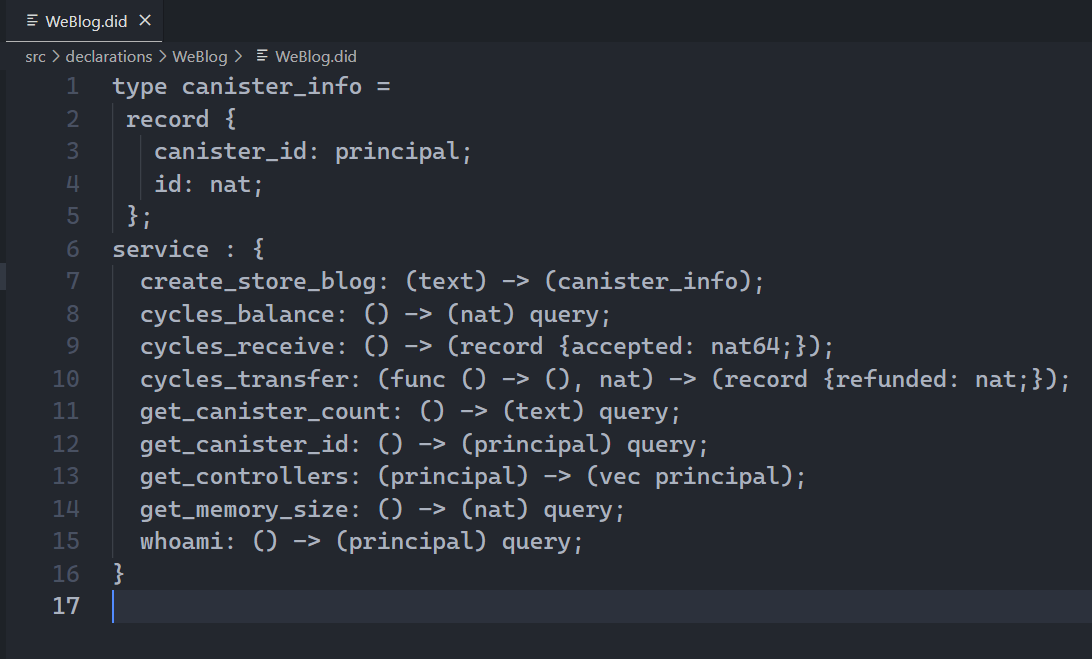 WeBlog.did
src > declarations > WeBlog > WeBlog.did
1 type canister_info =
2 record {
3 canister_id: principal;
4 id: nat;
5 };
6 service : {
7 create_store_blog: (text) -> (canister_info);
8 cycles_balance: () -> (nat) query;
9 cycles_receive: () -> (record {accepted: nat64;});
10 cycles_transfer: (func () -> (), nat) -> (record {refunded: nat;});
11 get_canister_count: () -> (text) query;
12 get_canister_id: () -> (principal) query;
13 get_controllers: (principal) -> (vec principal);
14 get_memory_size: () -> (nat) query;
15 whoami: () -> (principal) query;
16 }
17